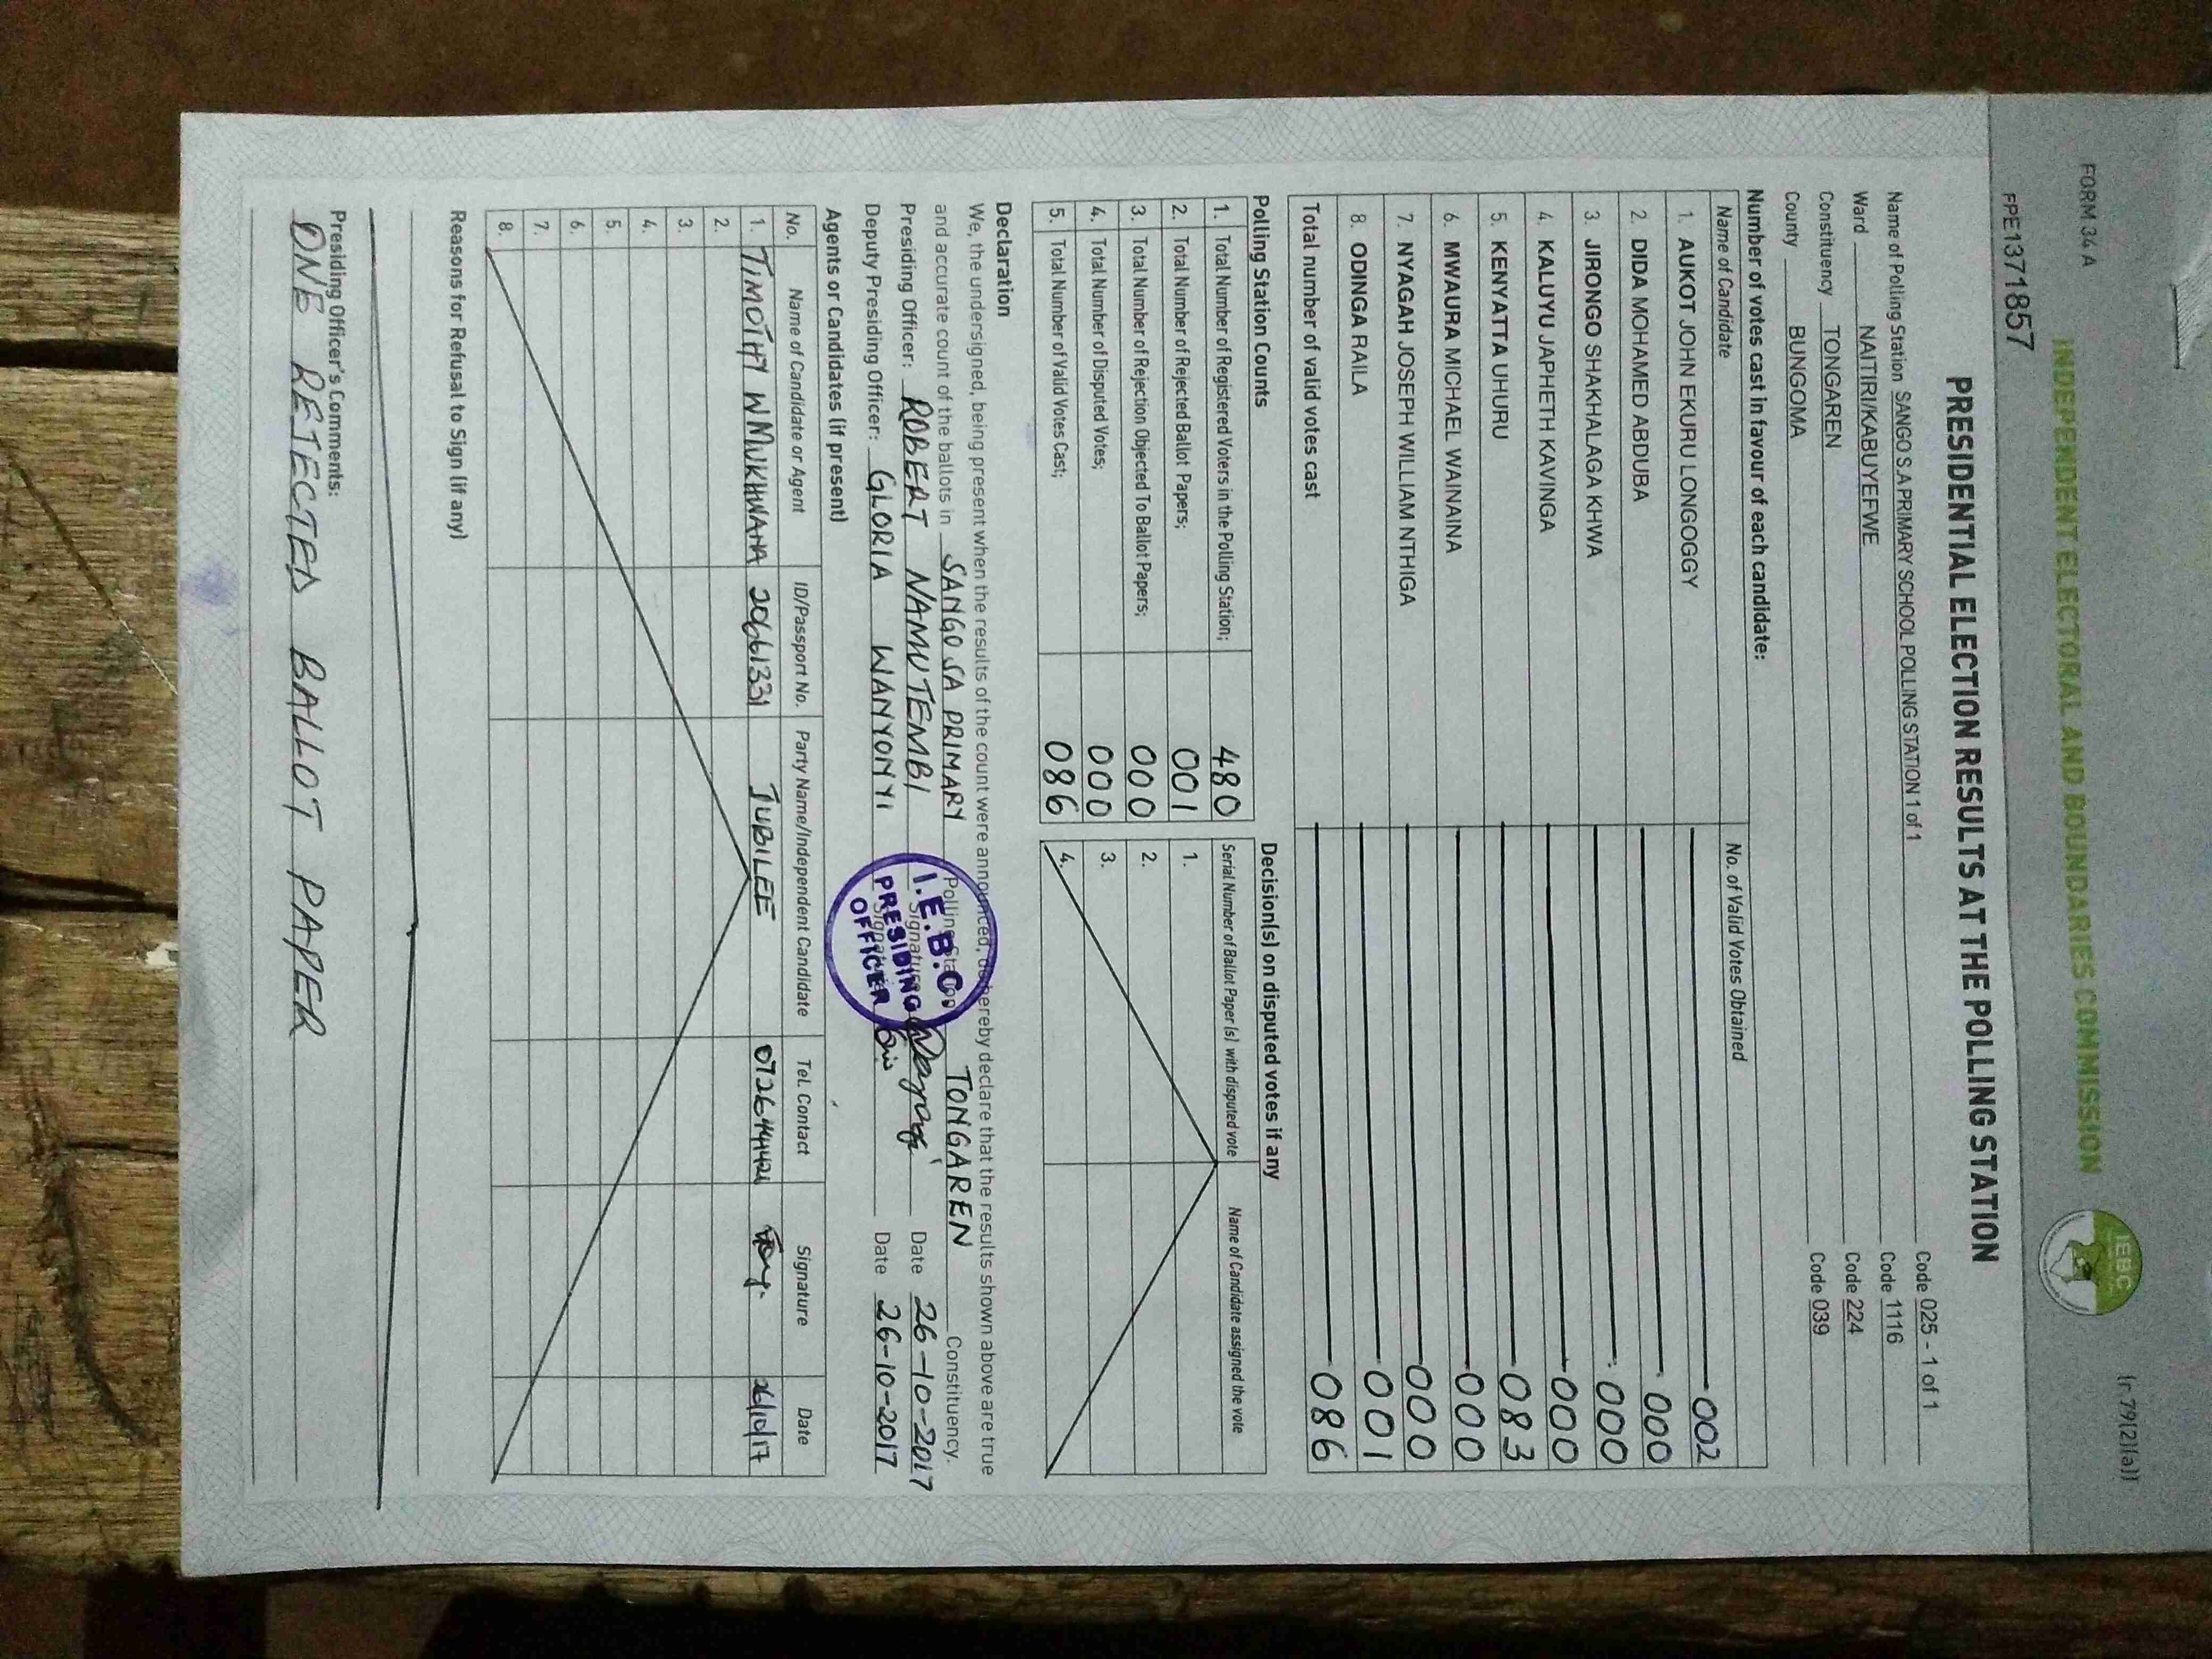 FORM 34 A
(r 79(2)(a))
INDEPENDENT ELECTORAL AND BOUNDARIES COMMISSION
IEBC
FPE1371857
PRESIDENTIAL ELECTION RESULTS AT THE POLLING STATION
Name of Polling Station SANGO S.A PRIMARY SCHOOL POLLING STATION 1 of 1 Code 025 - 1 of 1
Ward NAITIRI/KABUYEFWE Code 1116
Constituency TONGAREN Code 224
County BUNGOMA Code 039
Number of votes cast in favour of each candidate:
Name of Candidate No. of Valid Votes Obtained
1. AUKOT JOHN EKURU LONGOGGY 002
2. DIDA MOHAMED ABDUBA 000
3. JIRONGO SHAKHALAGA KHWA 000
4. KALUYU JAPHETH KAVINGA 000
5. KENYATTA UHURU 083
6. MWAURA MICHAEL WAINAINA 000
7. NYAGAH JOSEPH WILLIAM NTHIGA 000
8. ODINGA RAILA 001
Total number of valid votes cast 086
Polling Station Counts
1. Total Number of Registered Voters in the Polling Station; 480
2. Total Number of Rejected Ballot Papers; 001
3. Total Number of Rejection Objected To Ballot Papers; 000
4. Total Number of Disputed Votes; 000
5. Total Number of Valid Votes Cast; 086
Decision(s) on disputed votes if any
Serial Number of Ballot Paper (s) with disputed vote Name of Candidate assigned the vote
1.
2.
3.
4.
Declaration
We, the undersigned, being present when the results of the count were announced, do hereby declare that the results shown above are true
and accurate count of the ballots in SANGO SA PRIMARY Polling Station TONGAREN Constituency.
Presiding Officer: ROBERT NAMUTEMBI Signature Date 26-10-2017
Deputy Presiding Officer: GLORIA WANYONYI Signature Date 26-10-2017
I.E.B.C.
PRESIDING
OFFICER
Agents or Candidates (if present)
No. Name of Candidate or Agent ID/Passport No. Party Name/Independent Candidate Tel. Contact Signature Date
1. TIMOTHY W MUKHWANA 20661331 JUBILEE 26/10/17
2.
3.
4.
5.
6.
7.
8.
Reasons for Refusal to Sign (if any)
Presiding Officer's Comments:
ONE REJECTED BALLOT PAPER